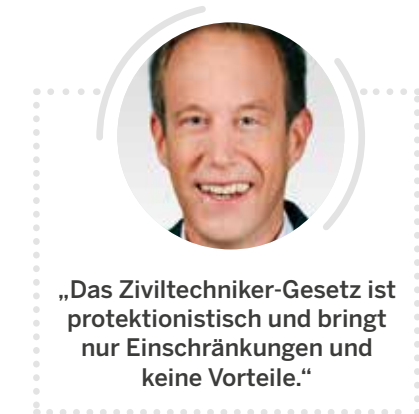 „Das Ziviltechniker-Gesetz ist
protektionistisch und bringt
nur Einschränkungen und
keine Vorteile.“